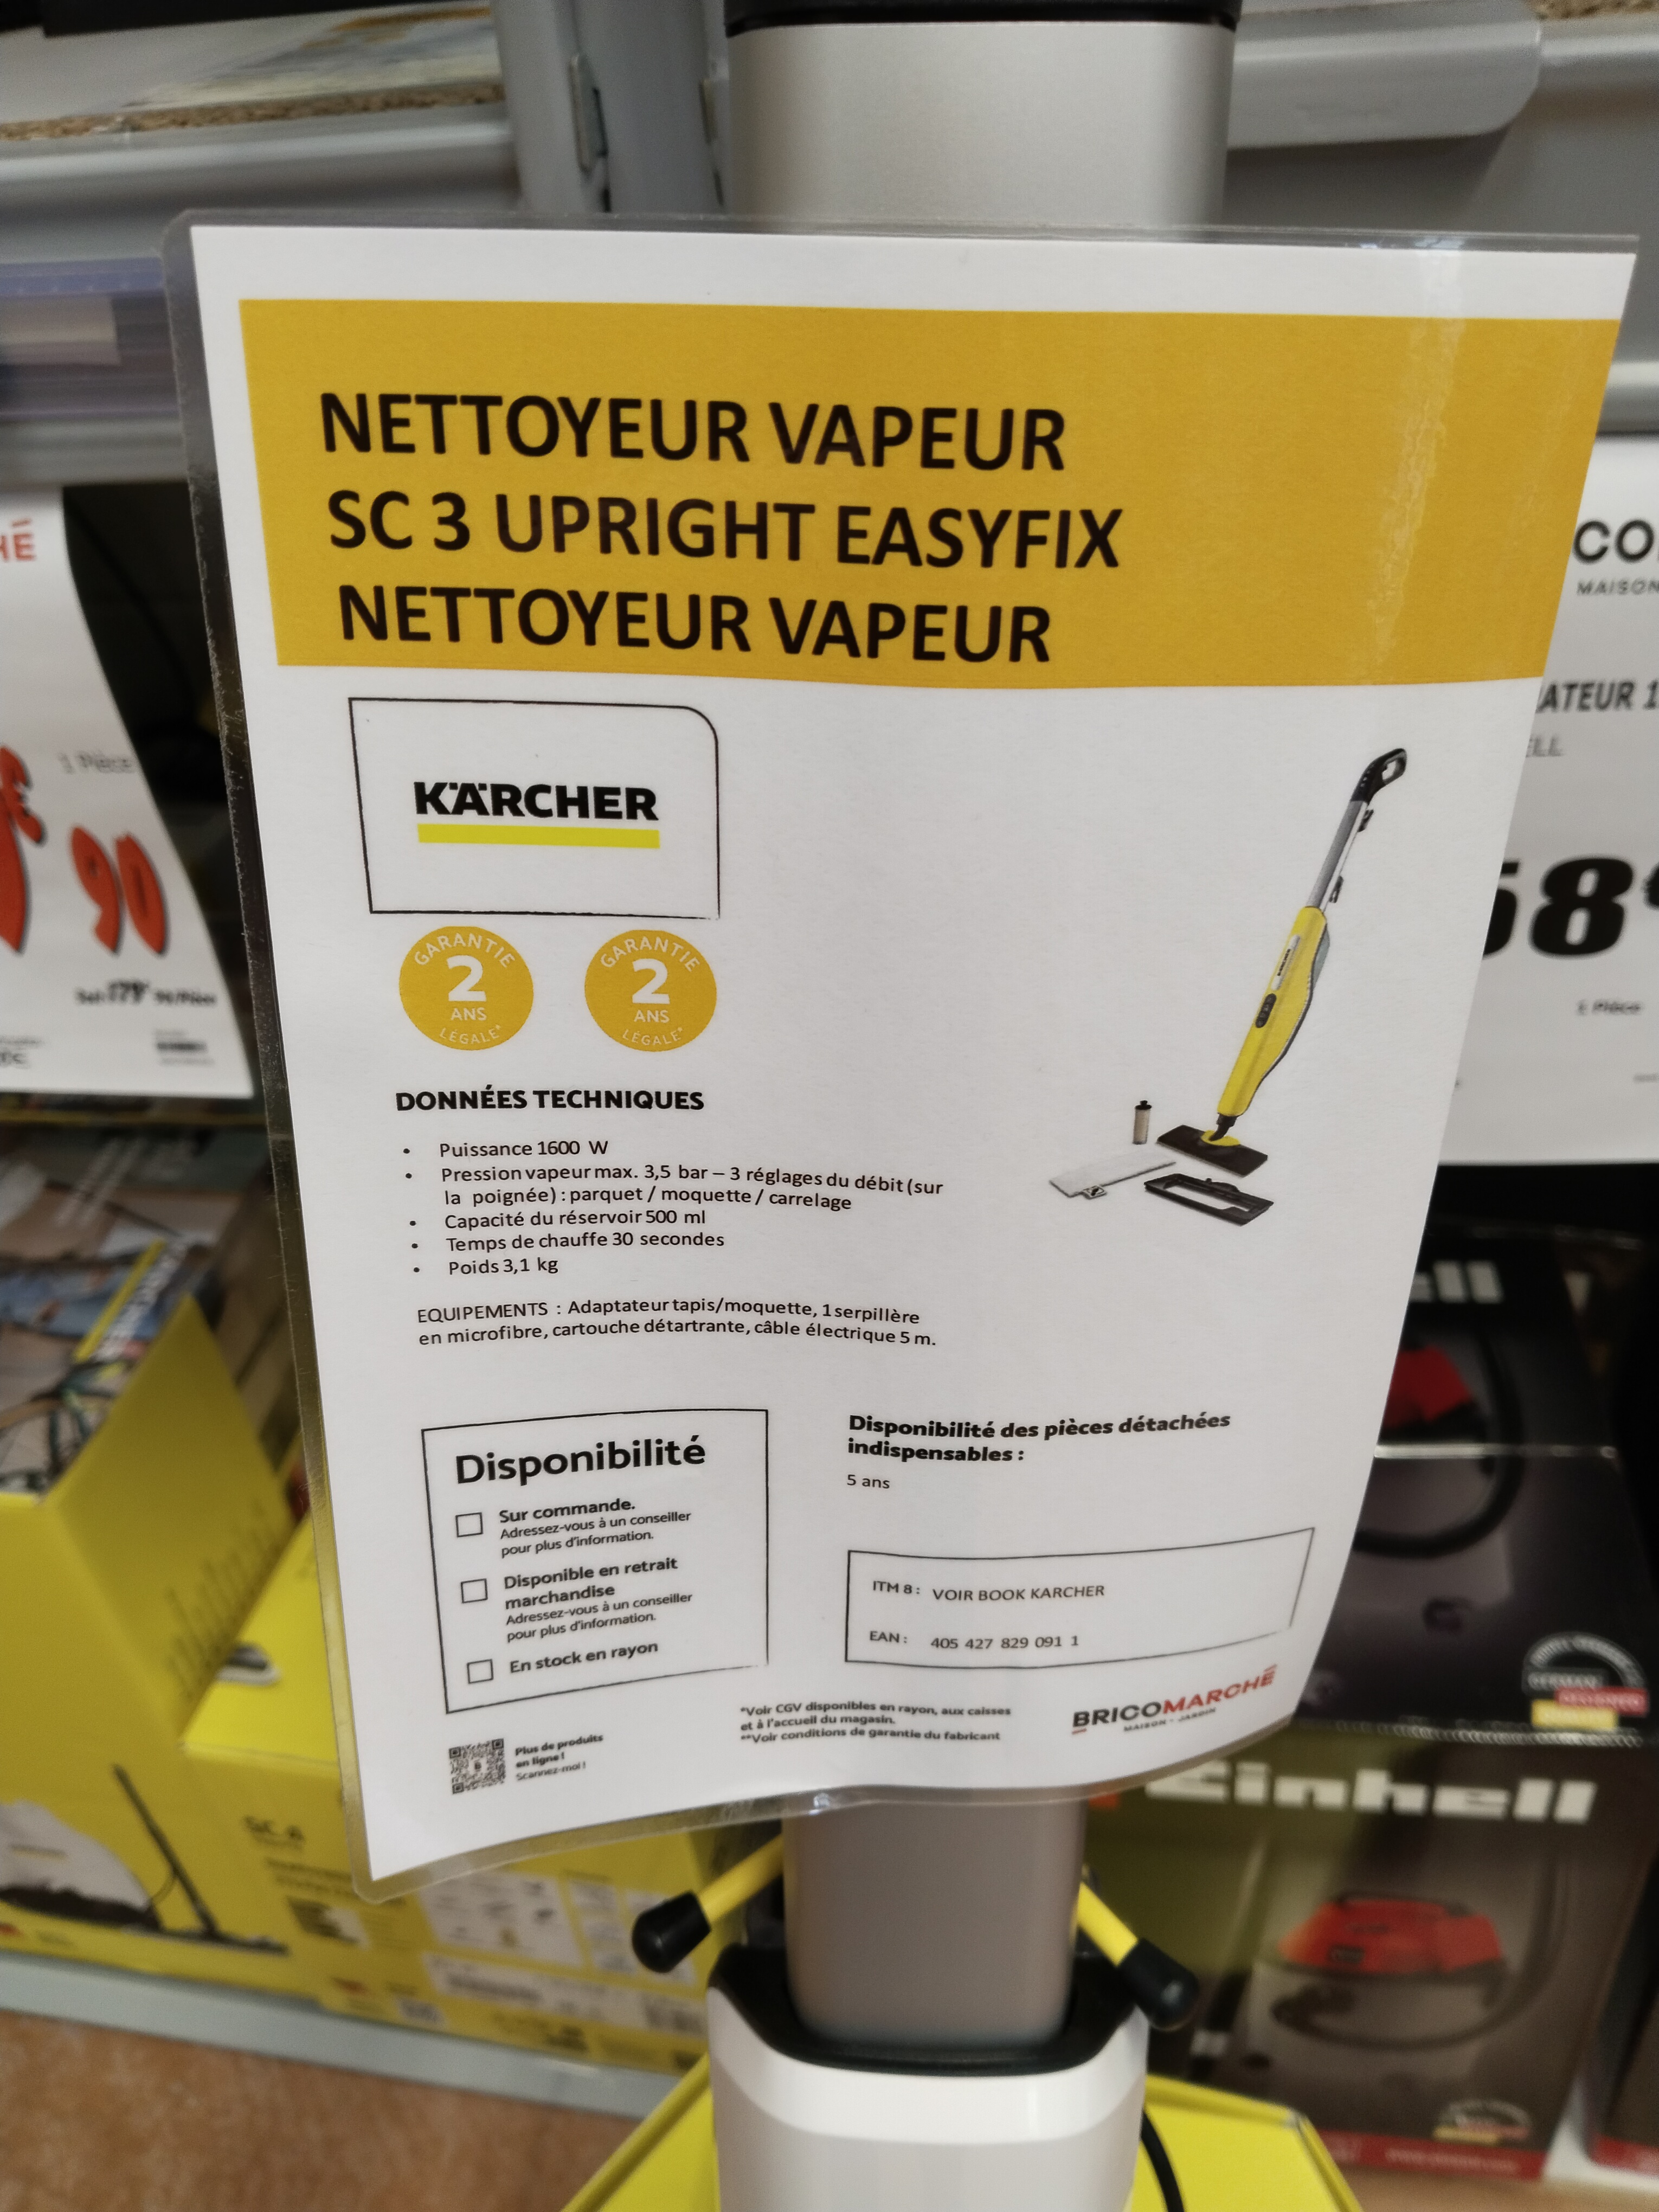 NETTOYEUR VAPEUR
SC 3 UPRIGHT EASYFIX
NETTOYEUR VAPEUR
KÄRCHER
GARANTIE
2
ANS
LÉGALE*
GARANTIE
2
ANS
LÉGALE*
DONNÉES TECHNIQUES
• Puissance 1600 W
• Pression vapeur max. 3,5 bar – 3 réglages du débit (sur
la poignée) : parquet / moquette / carrelage
• Capacité du réservoir 500 ml
• Temps de chauffe 30 secondes
• Poids 3,1 kg
EQUIPEMENTS : Adaptateur tapis/moquette, 1 serpillère
en microfibre, cartouche détartrante, câble électrique 5 m.
Disponibilité
Sur commande.
Adressez-vous à un conseiller
pour plus d'information.
Disponible en retrait
marchandise
Adressez-vous à un conseiller
pour plus d'information.
En stock en rayon
Disponibilité des pièces détachées
indispensables :
5 ans
ITM 8 : VOIR BOOK KARCHER
EAN : 405 427 829 091 1
Plus de produits
en ligne !
Scannez-moi !
*Voir CGV disponibles en rayon, aux caisses
et à l'accueil du magasin.
**Voir conditions de garantie du fabricant
BRICOMARCHÉ
MAISON - JARDIN
1 Pièce
90
MAISON
1 Pièce
Einhell